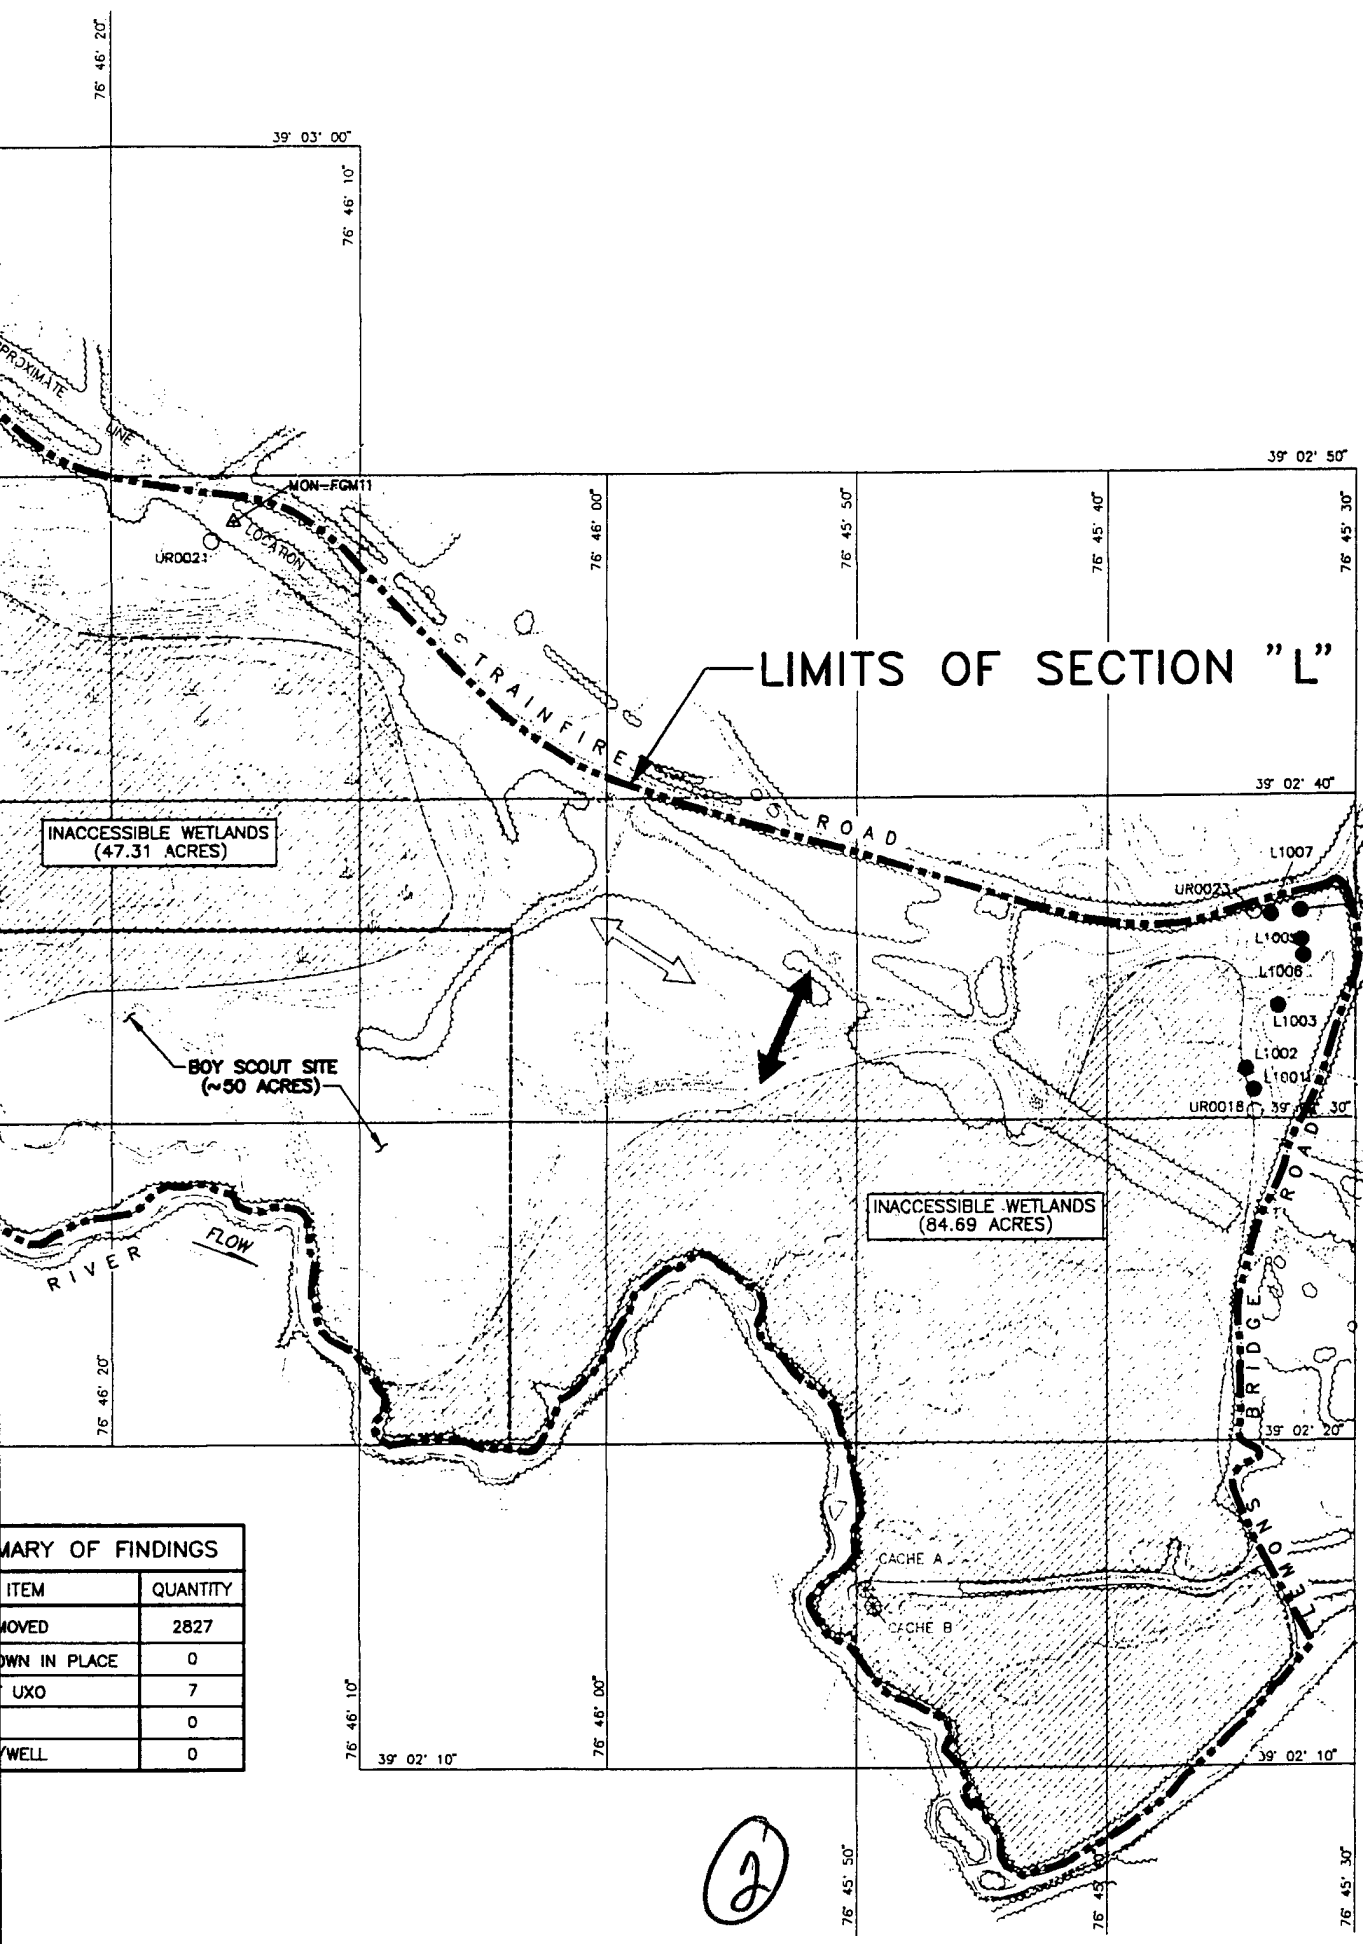 76° 46' 20"
39° 03' 00"
76° 46' 10"
LINE
39° 02' 50"
MON-FGM11
LOCATION
UR0021
76° 46' 00"
76° 45' 50"
76° 45' 40"
76° 45' 30"
LIMITS OF SECTION "L"
TRAINFIRE ROAD
39° 02' 40"
INACCESSIBLE WETLANDS
(47.31 ACRES)
L1007
UR0023
L1005
L1006
L1003
BOY SCOUT SITE
(~50 ACRES)
L1002
L1001
UR0018
39° 30"
INACCESSIBLE WETLANDS
(84.69 ACRES)
FLOW
RIVER
LEMONS BRIDGE ROAD
76° 46' 20"
39° 02' 20"
MARY OF FINDINGS
ITEM QUANTITY
MOVED 2827
OWN IN PLACE 0
UXO 7
0
/WELL 0
CACHE A
CACHE B
76° 46' 10"
76° 46' 00"
39° 02' 10"
39° 02' 10"
2
76° 45' 50"
76° 45'
76° 45' 30"